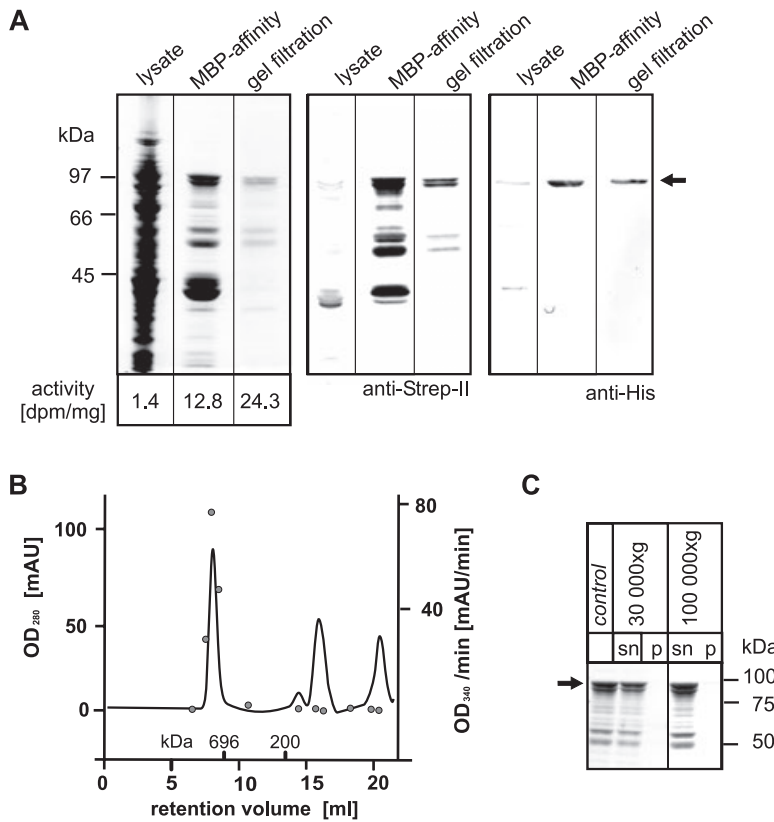 A
lysate
MBP-affinity
gel filtration
lysate
MBP-affinity
gel filtration
lysate
MBP-affinity
gel filtration
kDa
97
66
45
activity
[dpm/mg]
1.4
12.8
24.3
anti-Strep-II
anti-His
B
OD280 [mAU]
100
50
0
80
40
OD340 /min [mAU/min]
kDa
696
200
0
5
10
15
20
retention volume [ml]
C
control
30 000xg
100 000xg
sn
p
sn
p
kDa
100
75
50